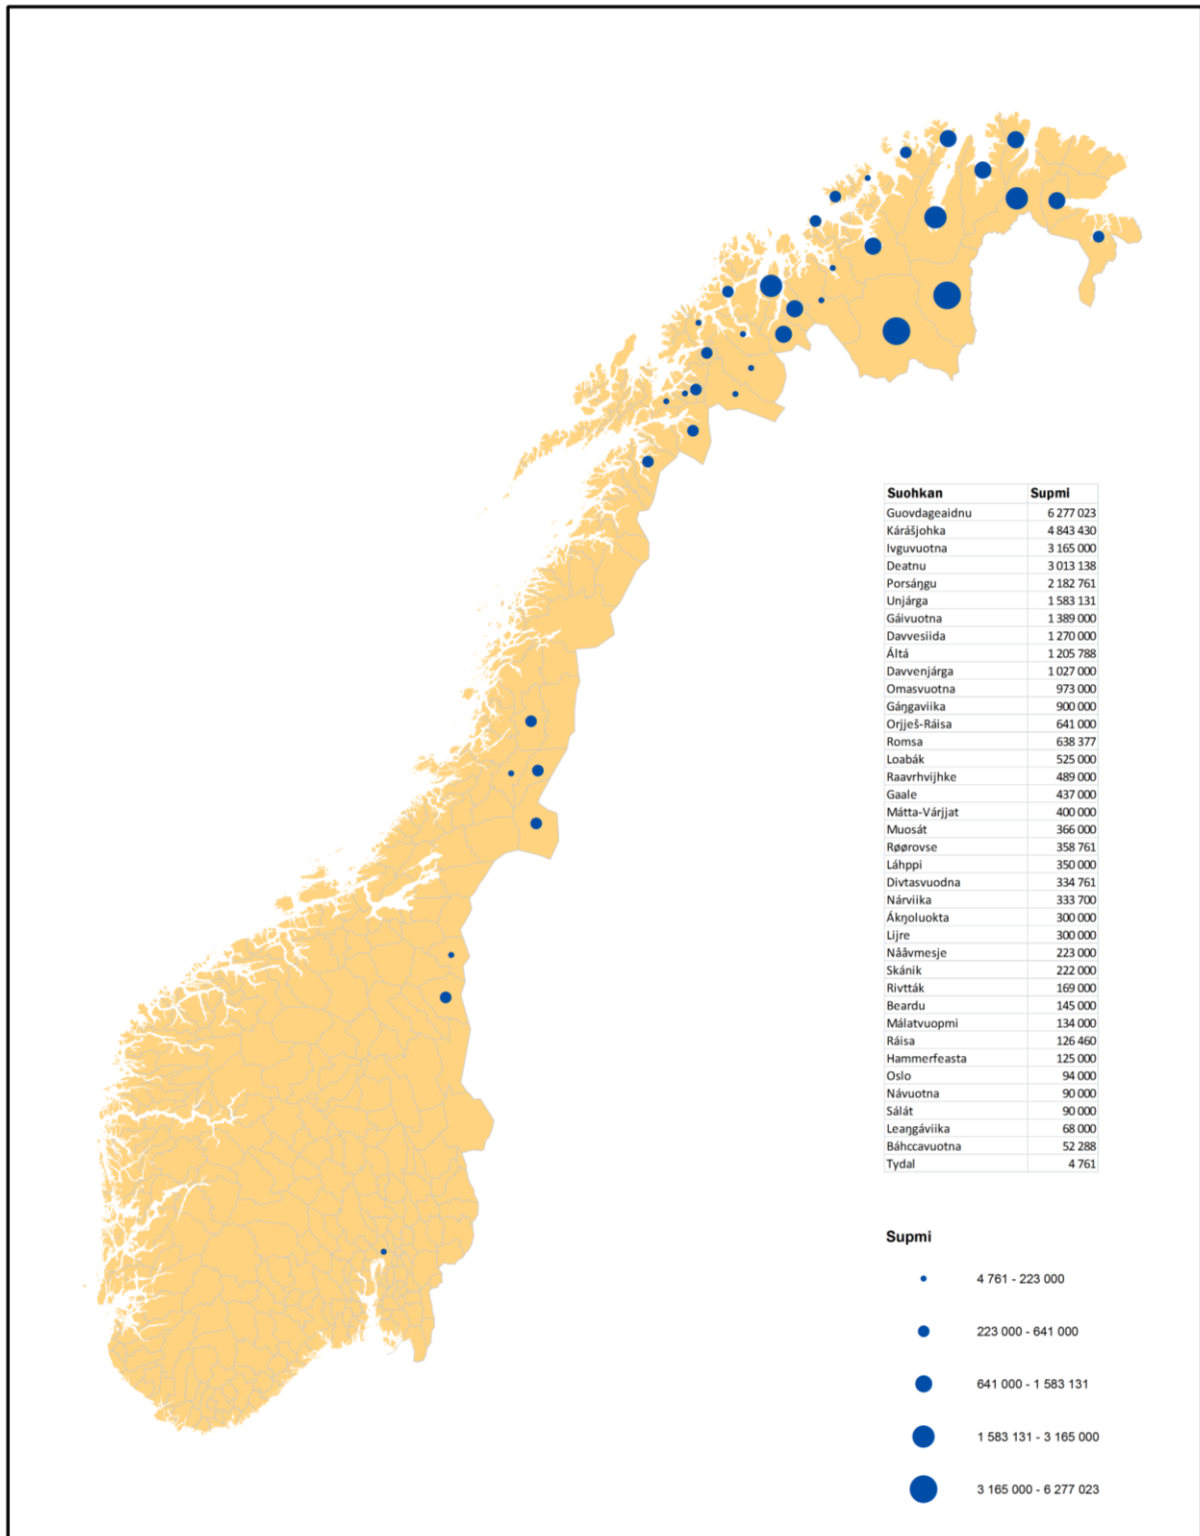 Suohkan Supmi
Guovdageaidnu 6 277 023
Kárášjohka 4 843 430
Ivguvuotna 3 165 000
Deatnu 3 013 138
Porsáŋgu 2 182 761
Unjárga 1 583 131
Gáivuotna 1 389 000
Davvesiida 1 270 000
Áltá 1 205 788
Davvenjárga 1 027 000
Omasvuotna 973 000
Gáŋgaviika 900 000
Orjješ-Ráisa 641 000
Romsa 638 377
Loabák 525 000
Raavrhvijhke 489 000
Gaale 437 000
Mátta-Várjjat 400 000
Muosát 366 000
Røørovse 358 761
Láhppi 350 000
Divtasvuodna 334 761
Nárviika 333 700
Ákŋoluokta 300 000
Lijre 300 000
Nååvmesje 223 000
Skánik 222 000
Rivtták 169 000
Beardu 145 000
Málatvuopmi 134 000
Ráisa 126 460
Hammerfeasta 125 000
Oslo 94 000
Návuotna 90 000
Sálát 90 000
Leaŋgáviika 68 000
Báhccavuotna 52 288
Tydal 4 761
Supmi
4 761 - 223 000
223 000 - 641 000
641 000 - 1 583 131
1 583 131 - 3 165 000
3 165 000 - 6 277 023